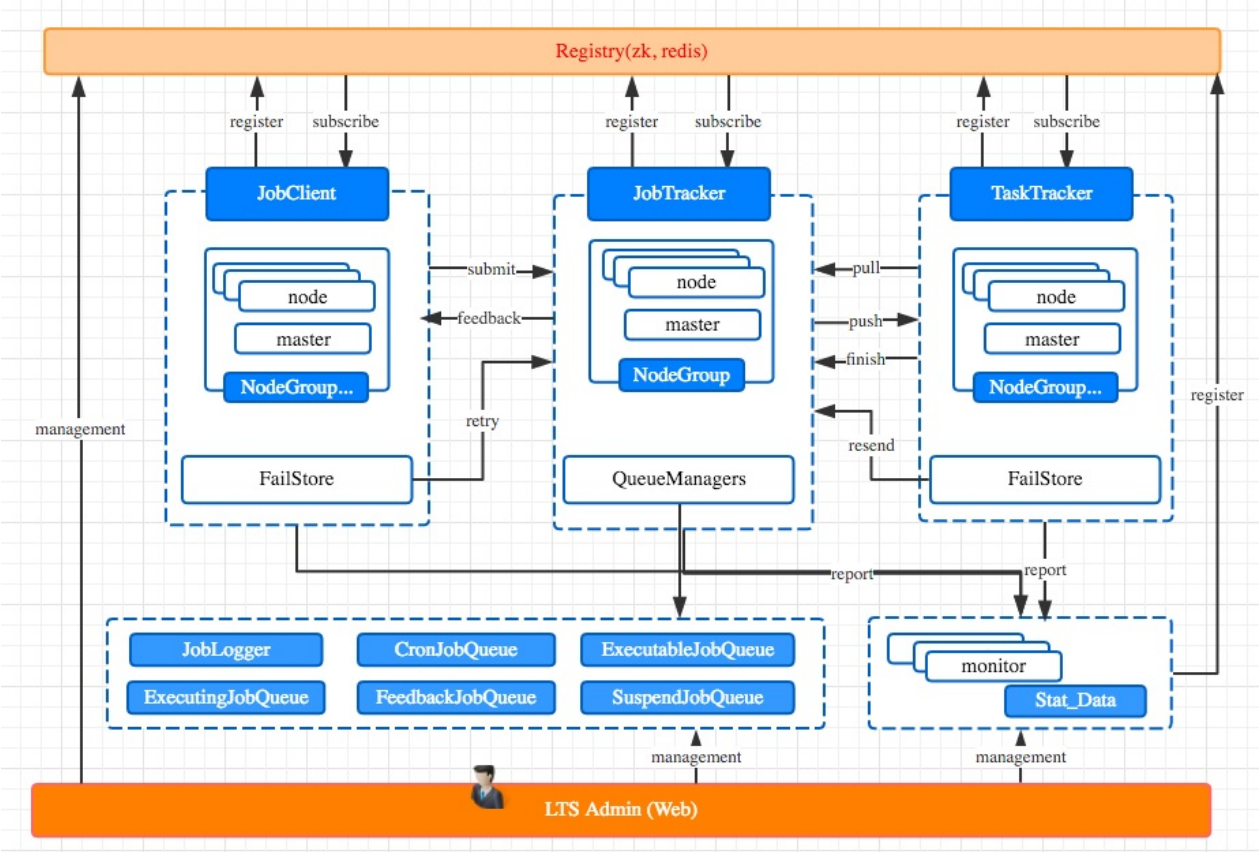 Registry(zk, redis)
register
subscribe
register
subscribe
register
subscribe
JobClient
JobTracker
TaskTracker
node
master
NodeGroup...
FailStore
submit
feedback
retry
node
master
NodeGroup
QueueManagers
pull
push
finish
resend
node
master
NodeGroup...
FailStore
management
register
report
report
JobLogger
CronJobQueue
ExecutableJobQueue
ExecutingJobQueue
FeedbackJobQueue
SuspendJobQueue
monitor
Stat_Data
management
management
LTS Admin (Web)